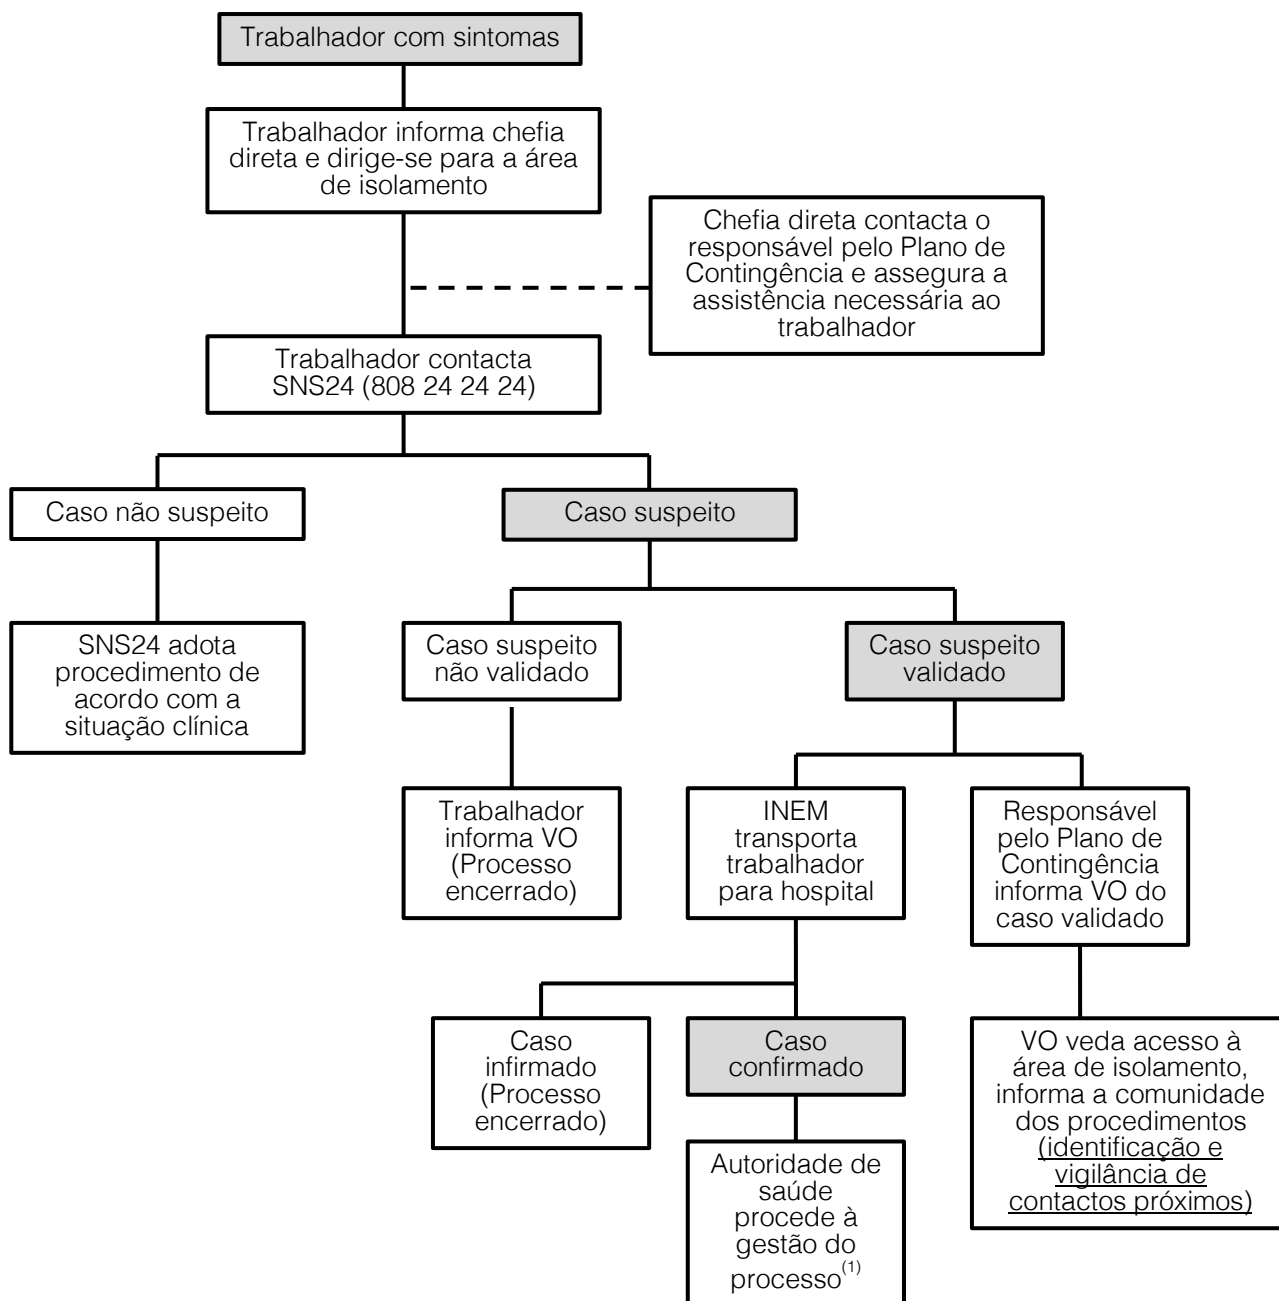 Trabalhador com sintomas
Trabalhador informa chefia
direta e dirige-se para a área
de isolamento
Chefia direta contacta o
responsável pelo Plano de
Contingência e assegura a
assistência necessária ao
trabalhador
Trabalhador contacta
SNS24 (808 24 24 24)
Caso não suspeito
Caso suspeito
SNS24 adota
procedimento de
acordo com a
situação clínica
Caso suspeito
não validado
Caso suspeito
validado
Trabalhador
informa VO
(Processo
encerrado)
INEM
transporta
trabalhador
para hospital
Responsável
pelo Plano de
Contingência
informa VO do
caso validado
Caso
infirmado
(Processo
encerrado)
Caso
confirmado
VO veda acesso à
área de isolamento,
informa a comunidade
dos procedimentos
(identificação e
vigilância de
contactos próximos)
Autoridade de
saúde
procede à
gestão do
processo(1)